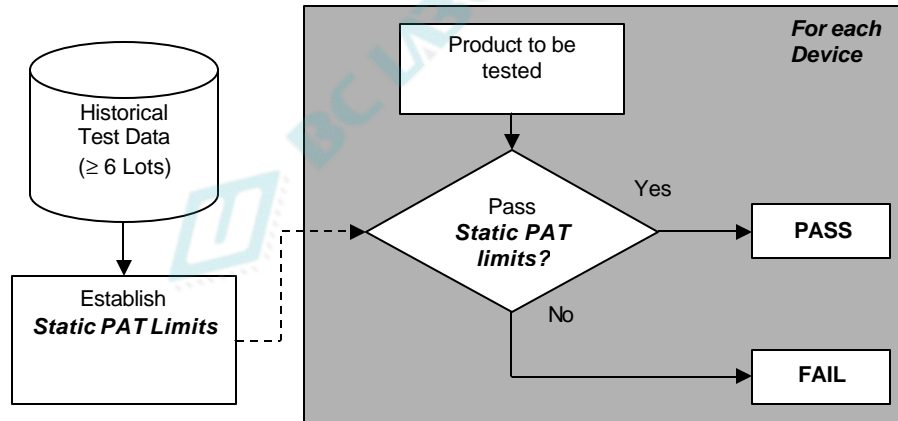 For each
Device
Product to be
tested
Historical
Test Data
(≥ 6 Lots)
Pass
Static PAT
limits?
Yes
PASS
Establish
Static PAT Limits
No
FAIL